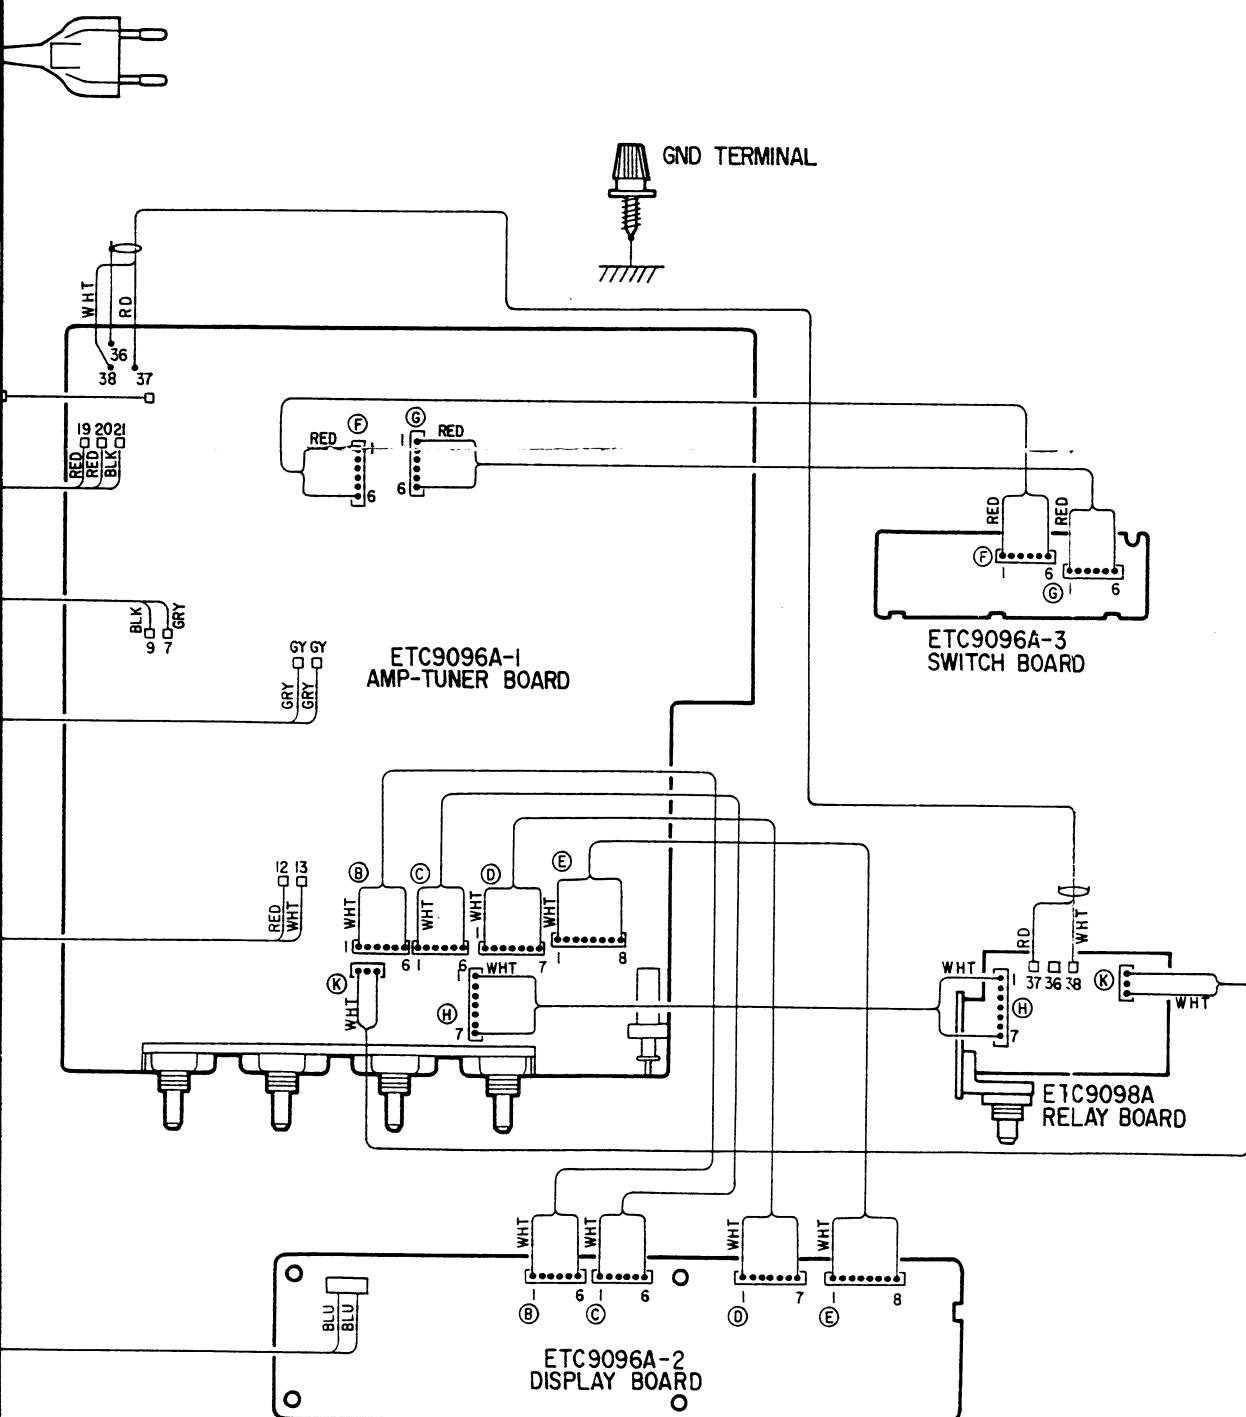 GND TERMINAL
WHT
RD
36
38 37
19 20 21
RED
RED
BLK
F
G
RED
1
1
RED
6
6
RED
RED
F
1
6
G
1
6
ETC9096A-3
SWITCH BOARD
BLK
GRY
9 7
GY GY
GRY
GRY
ETC9096A-1
AMP-TUNER BOARD
12 13
RED
WHT
B
C
D
E
WHT
WHT
WHT
WHT
1
1
6
1
6
7
1
8
K
WHT
1
WHT
H
7
WHT
1
H
7
RD
WHT
37 36 38
K
WHT
ETC9098A
RELAY BOARD
WHT
WHT
WHT
WHT
1
6
1
6
1
7
1
8
B
C
D
E
BLU
BLU
ETC9096A-2
DISPLAY BOARD